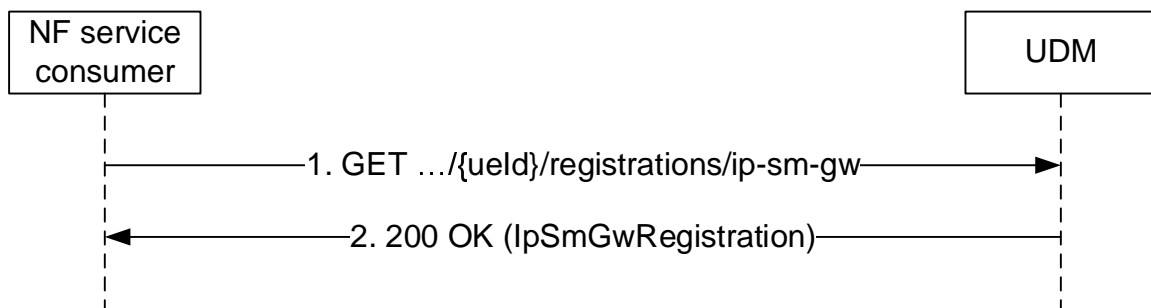 NF service
consumer
UDM
1. GET …/{ueId}/registrations/ip-sm-gw
2. 200 OK (IpSmGwRegistration)